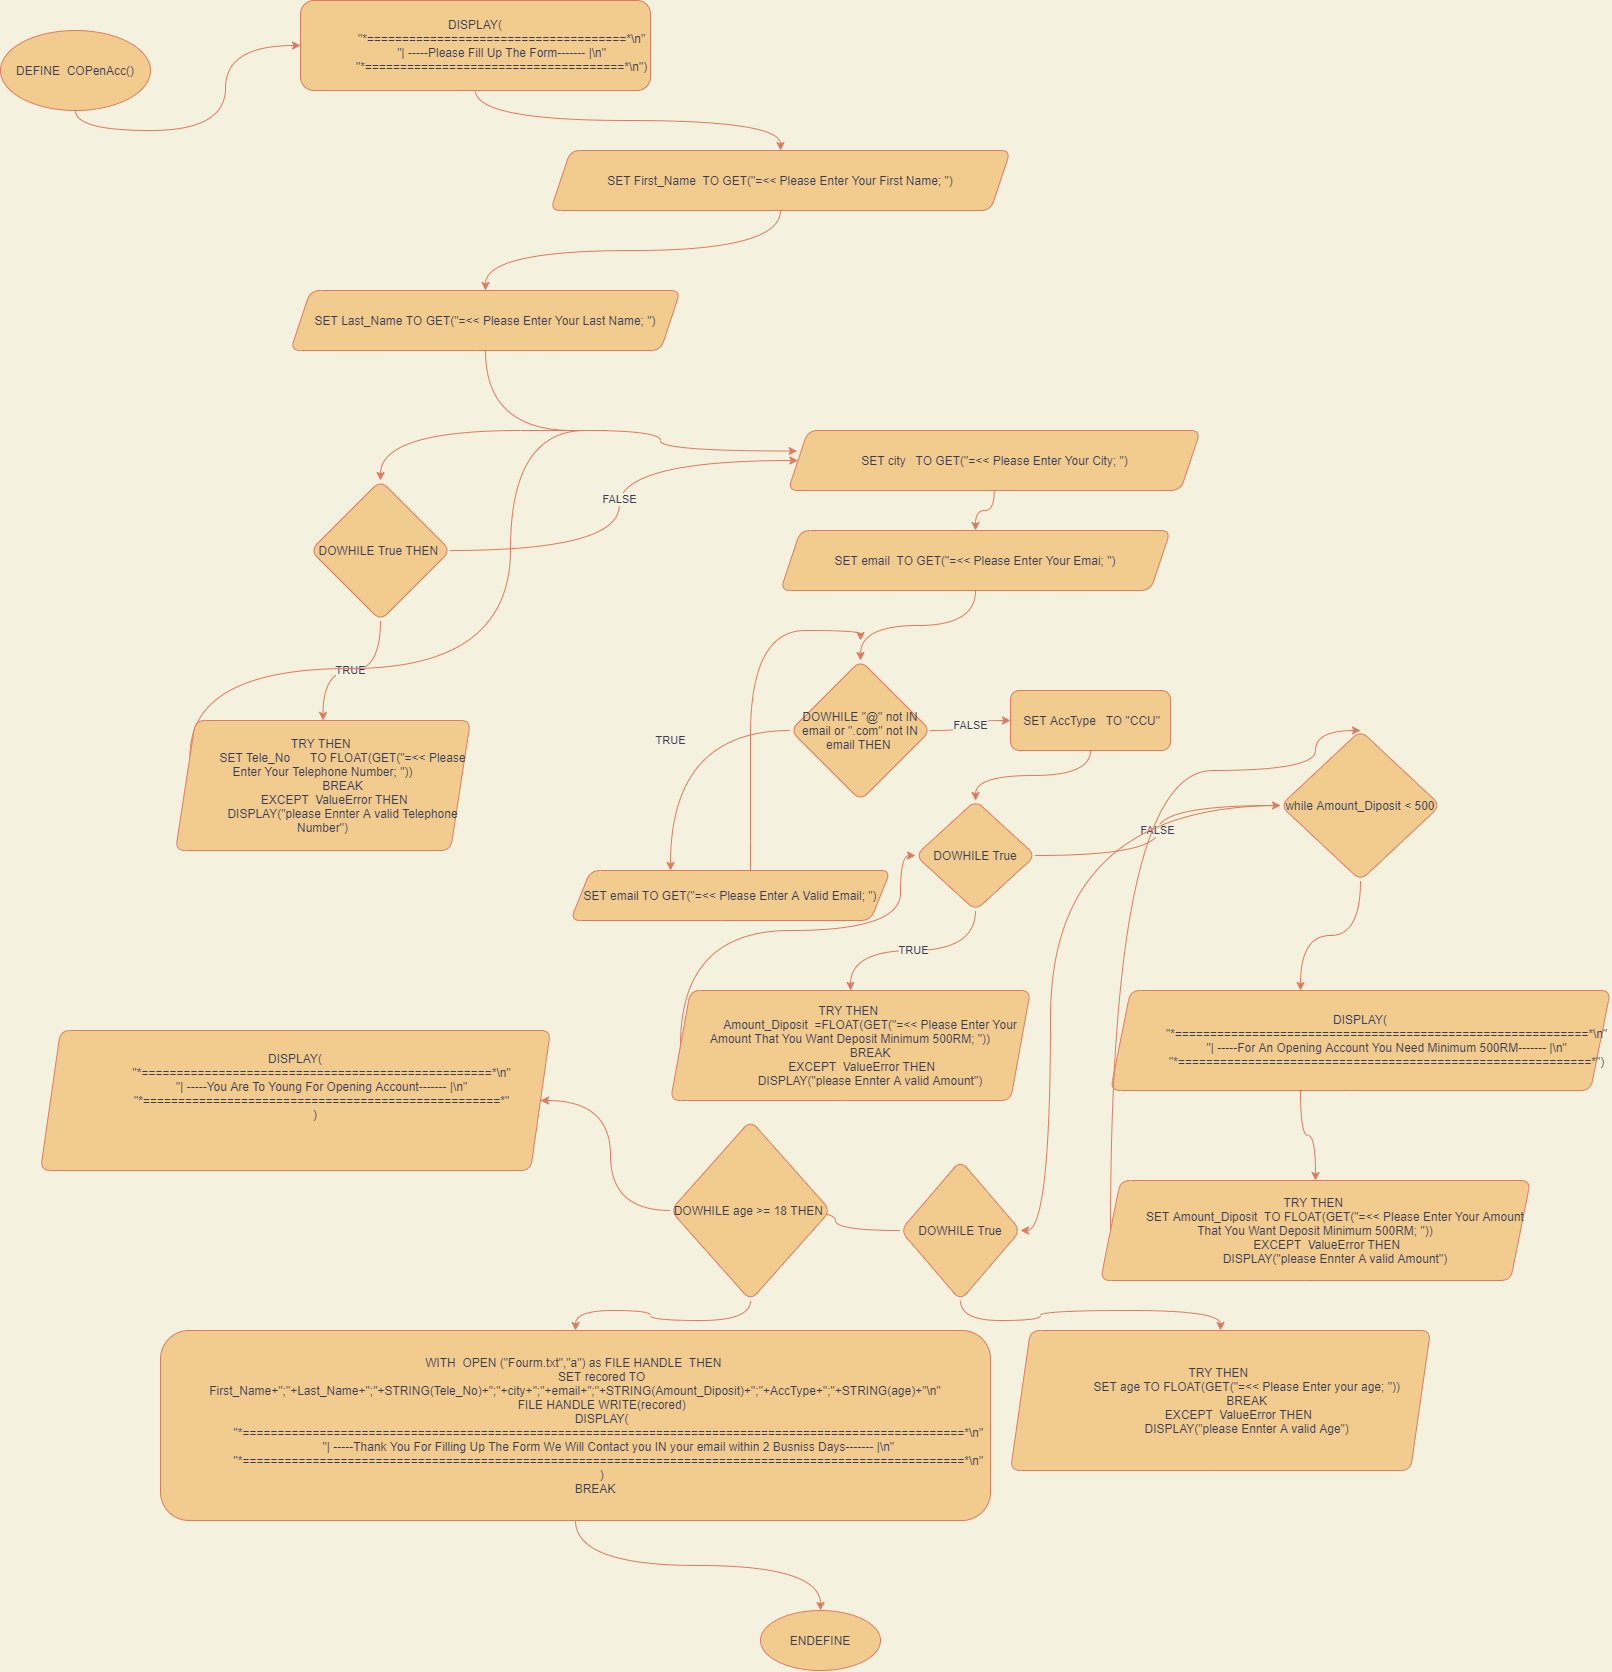 DEFINE  COPenAcc()
DISPLAY(
"*=====================================*\n"
"| -----Please Fill Up The Form------- |\n"
"*=====================================*\n")
SET First_Name  TO GET("=<< Please Enter Your First Name; ")
SET Last_Name TO GET("=<< Please Enter Your Last Name; ")
SET city   TO GET("=<< Please Enter Your City; ")
FALSE
DOWHILE True THEN
SET email  TO GET("=<< Please Enter Your Emai; ")
TRUE
TRY THEN
SET Tele_No      TO FLOAT(GET("=<< Please
Enter Your Telephone Number; "))
BREAK
EXCEPT  ValueError THEN
DISPLAY("please Ennter A valid Telephone
Number")
DOWHILE "@" not IN
email or ".com" not IN
email THEN
FALSE
SET AccType   TO "CCU"
TRUE
DOWHILE True
FALSE
while Amount_Diposit < 500
SET email TO GET("=<< Please Enter A Valid Email; ")
TRUE
TRY THEN
Amount_Diposit  =FLOAT(GET("=<< Please Enter Your
Amount That You Want Deposit Minimum 500RM; "))
BREAK
EXCEPT  ValueError THEN
DISPLAY("please Ennter A valid Amount")
DISPLAY(
"*===========================================================*\n"
"| -----For An Opening Account You Need Minimum 500RM------- |\n"
"*===========================================================*")
DISPLAY(
"*==================================================*\n"
"| -----You Are To Young For Opening Account------- |\n"
"*===================================================*"
)
DOWHILE age >= 18 THEN
DOWHILE True
TRY THEN
SET Amount_Diposit  TO FLOAT(GET("=<< Please Enter Your Amount
That You Want Deposit Minimum 500RM; "))
EXCEPT  ValueError THEN
DISPLAY("please Ennter A valid Amount")
WITH  OPEN ("Fourm.txt","a") as FILE HANDLE  THEN
SET recored TO
First_Name+";"+Last_Name+";"+STRING(Tele_No)+";"+city+";"+email+";"+STRING(Amount_Diposit)+";"+AccType+";"+STRING(age)+"\n"
FILE HANDLE WRITE(recored)
DISPLAY(
"*=======================================================================================================*\n"
"| -----Thank You For Filling Up The Form We Will Contact you IN your email within 2 Busniss Days------- |\n"
"*=======================================================================================================*\n"
)
BREAK
TRY THEN
SET age TO FLOAT(GET("=<< Please Enter your age; "))
BREAK
EXCEPT  ValueError THEN
DISPLAY("please Ennter A valid Age")
ENDEFINE